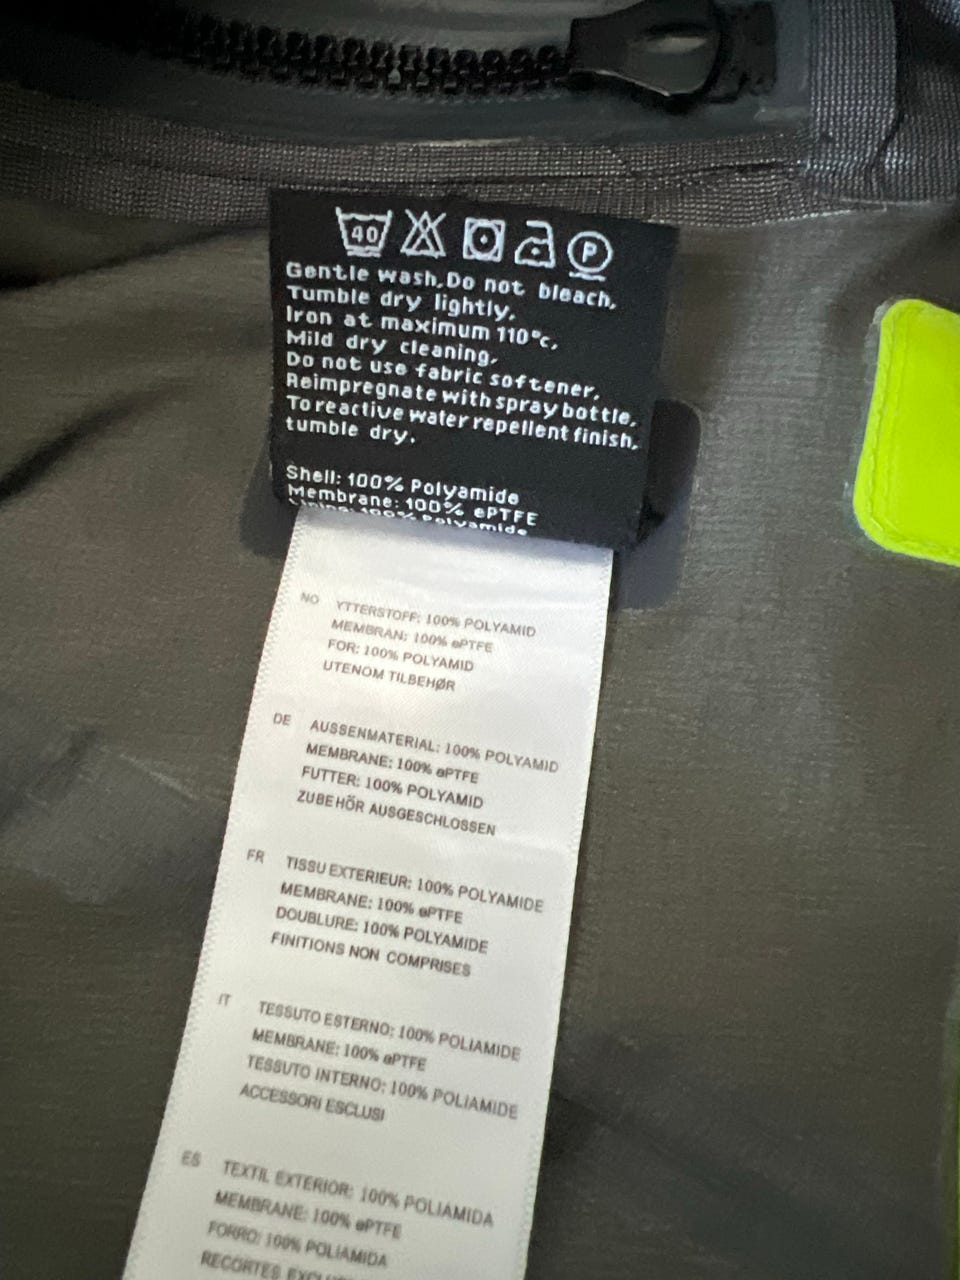 40 P
Gentle wash. Do not bleach.
Tumble dry lightly.
Iron at maximum 110°c.
Mild dry cleaning.
Do not use fabric softener.
Reimpregnate with spray bottle.
To reactive water repellent finish,
tumble dry.
Shell: 100% Polyamide
Membrane: 100% ePTFE
Lining: 100% Polyamide
NO YTTERSTOFF: 100% POLYAMID
MEMBRAN: 100% ePTFE
FOR: 100% POLYAMID
UTENOM TILBEHØR
DE AUSSENMATERIAL: 100% POLYAMID
MEMBRANE: 100% ePTFE
FUTTER: 100% POLYAMID
ZUBEHÖR AUSGESCHLOSSEN
FR TISSU EXTERIEUR: 100% POLYAMIDE
MEMBRANE: 100% ePTFE
DOUBLURE: 100% POLYAMIDE
FINITIONS NON COMPRISES
IT TESSUTO ESTERNO: 100% POLIAMIDE
MEMBRANE: 100% ePTFE
TESSUTO INTERNO: 100% POLIAMIDE
ACCESSORI ESCLUSI
ES TEXTIL EXTERIOR: 100% POLIAMIDA
MEMBRANE: 100% ePTFE
FORRO: 100% POLIAMIDA
RECORTES